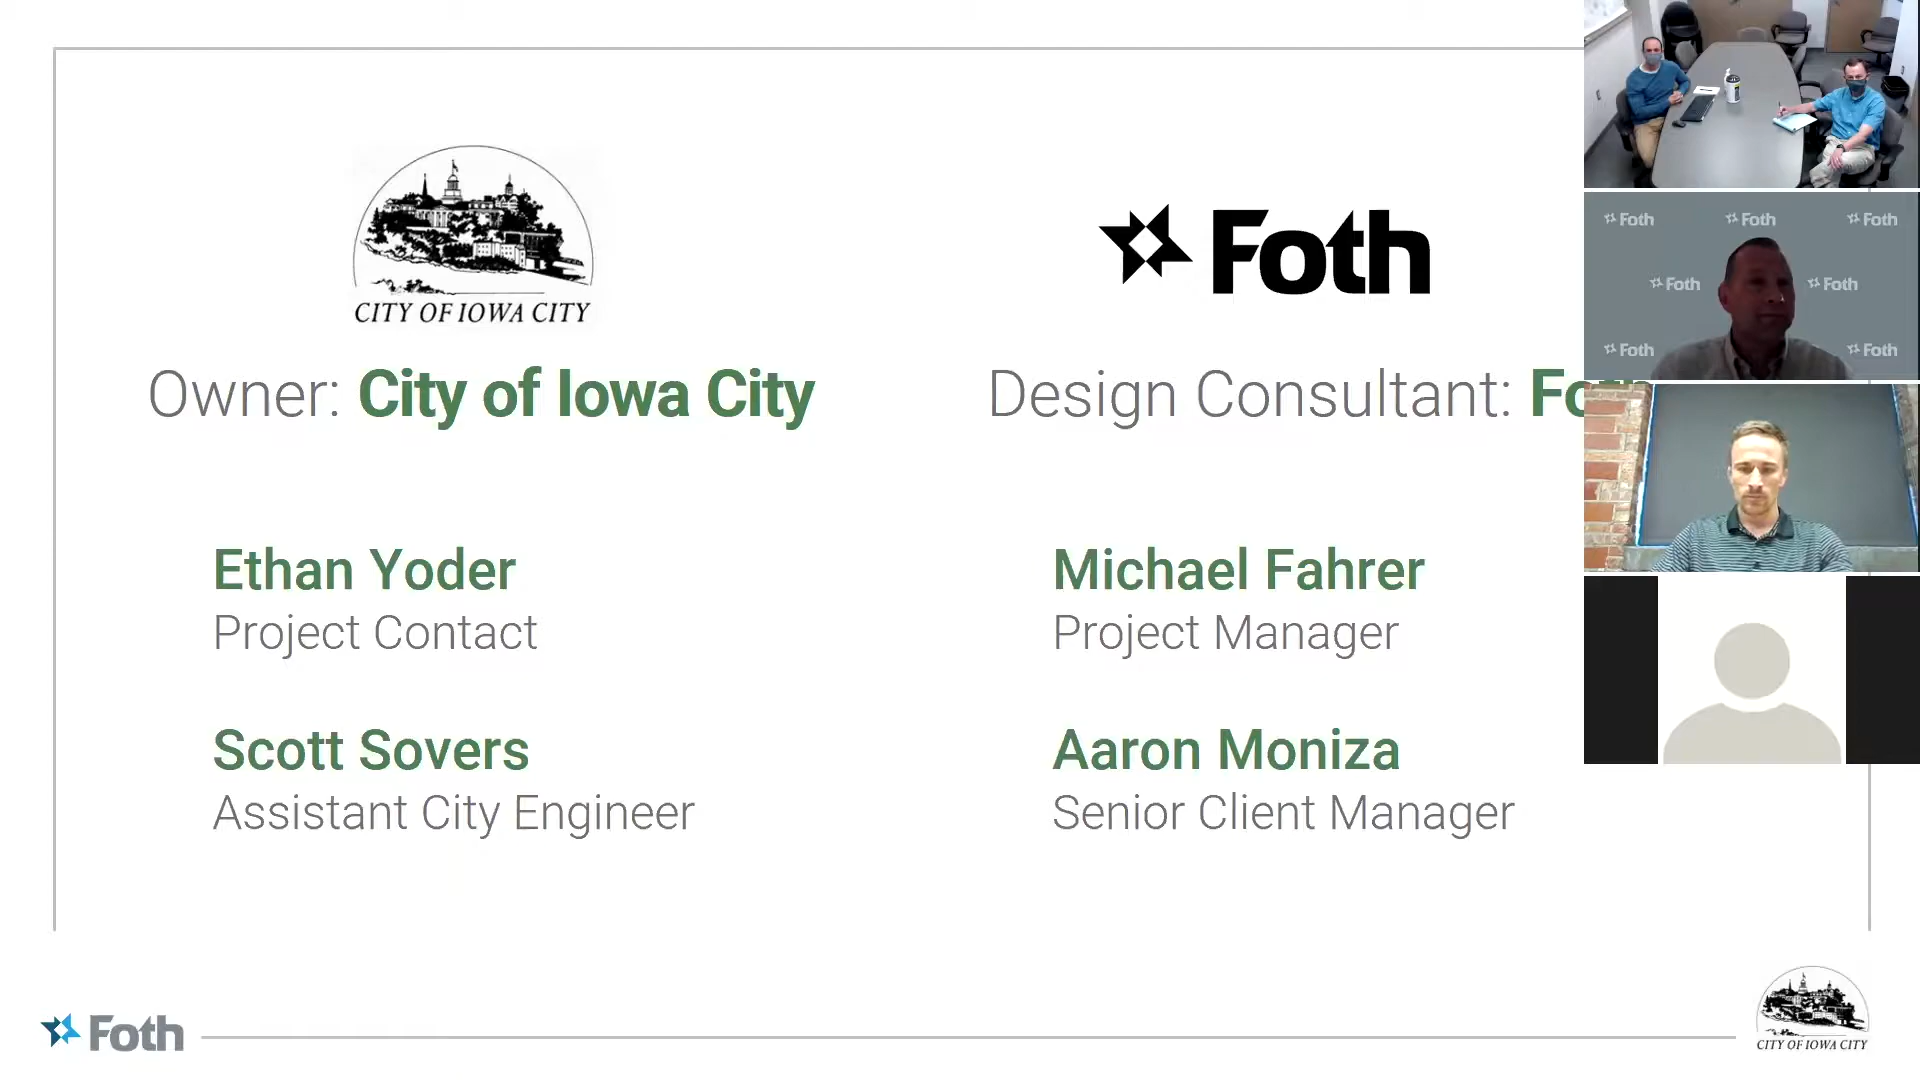 CITY OF IOWA CITY
Foth
Owner: City of Iowa City
Design Consultant: Fo
Ethan Yoder
Project Contact
Scott Sovers
Assistant City Engineer
Michael Fahrer
Project Manager
Aaron Moniza
Senior Client Manager
Foth
Foth
Foth
Foth
Foth
Foth
Foth
Foth
CITY OF IOWA CITY